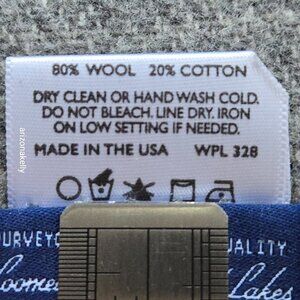 80% WOOL 20% COTTON
DRY CLEAN OR HAND WASH COLD.
DO NOT BLEACH. LINE DRY. IRON
ON LOW SETTING IF NEEDED.
MADE IN THE USA WPL 328
arizonakelly